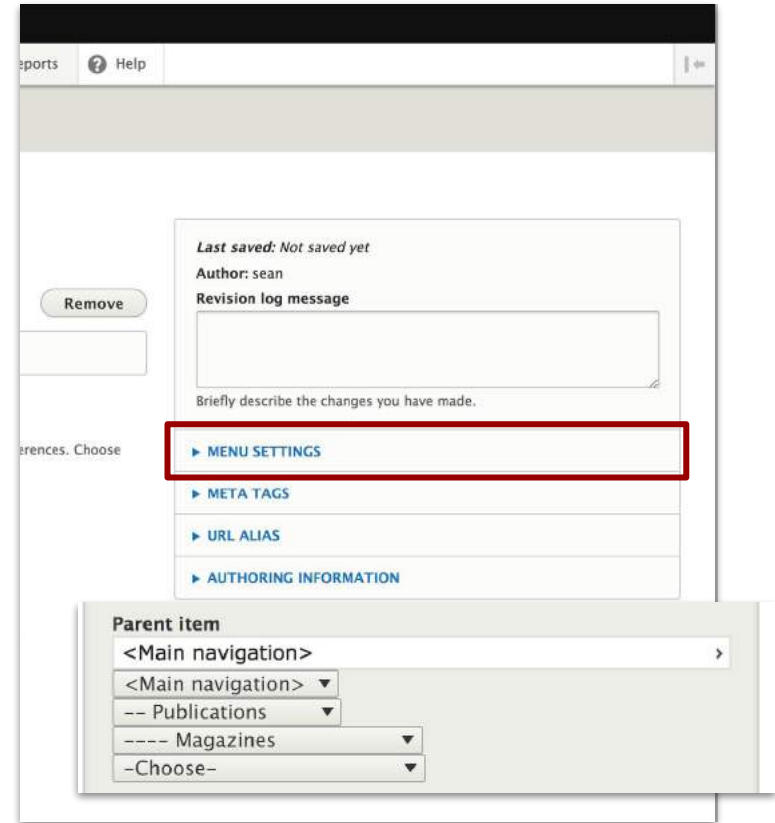 eports Help
Last saved: Not saved yet
Author: sean
Remove
Revision log message
Briefly describe the changes you have made.
erences. Choose
MENU SETTINGS
META TAGS
URL ALIAS
AUTHORING INFORMATION
Parent item
<Main navigation>
<Main navigation>
-- Publications
---- Magazines
-Choose-